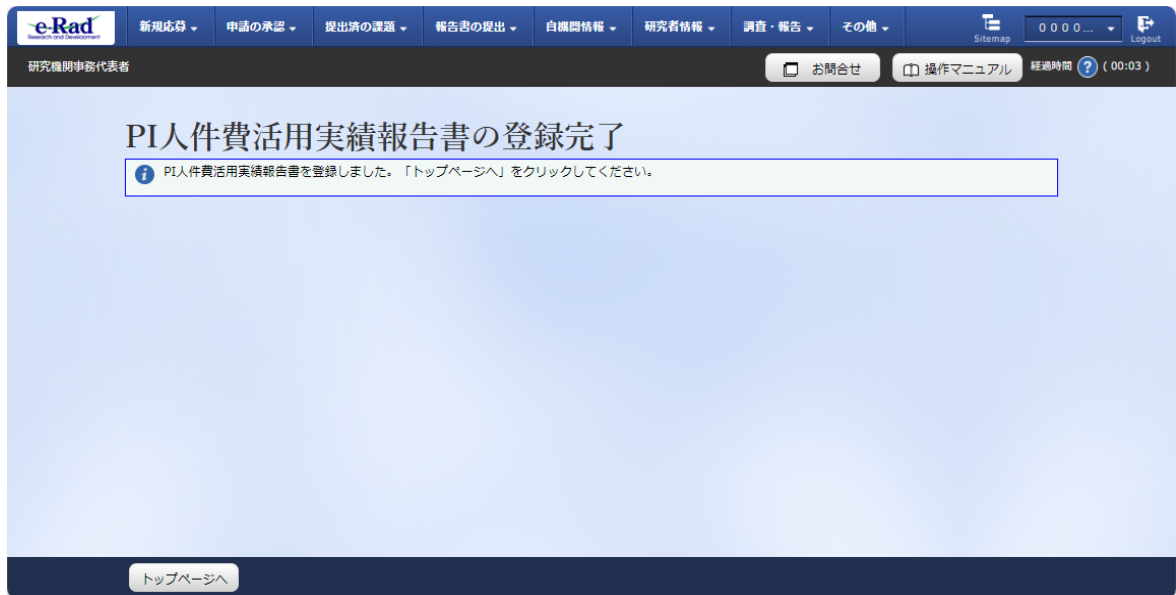 e-Rad
Research and Development
新規応募
申請の承認
提出済の課題
報告書の提出
自機関情報
研究者情報
調査・報告
その他
Sitemap
0000...
Logout
研究機関事務代表者
お問合せ
操作マニュアル
経過時間 ? ( 00:03 )
PI人件費活用実績報告書の登録完了
PI人件費活用実績報告書を登録しました。「トップページへ」をクリックしてください。
トップページへ